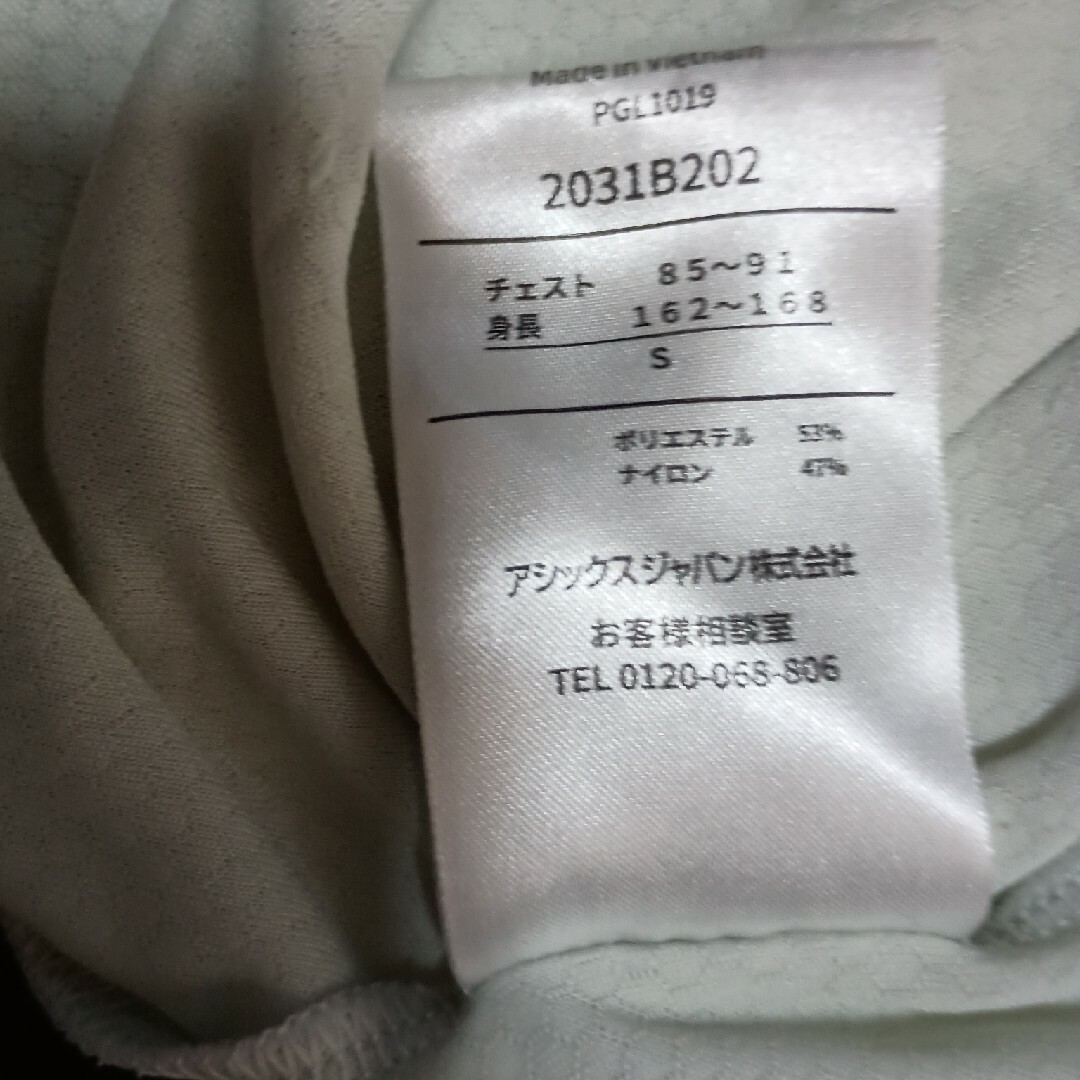 Made in Vietnam
PGL1019
2031B202
チェスト 85〜91
身長 162〜168
S
ポリエステル 53%
ナイロン 47%
アシックスジャパン株式会社
お客様相談室
TEL 0120-068-806